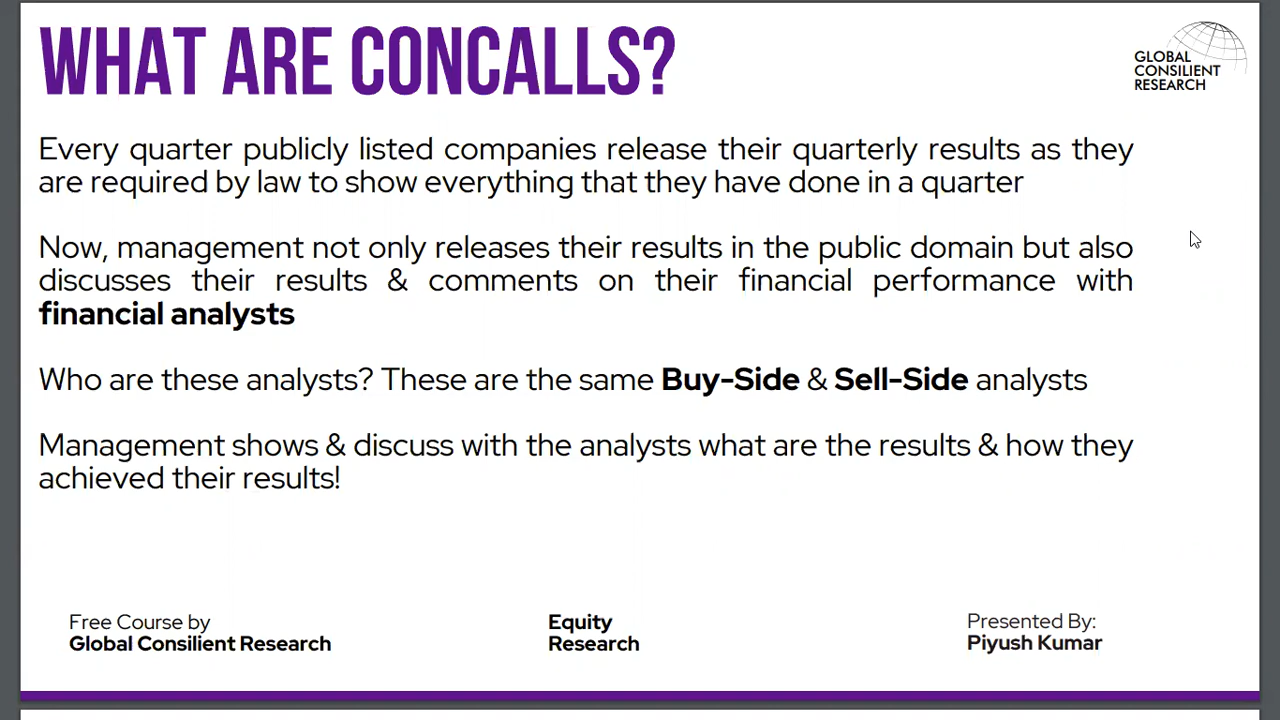 WHAT ARE CONCALLS?
GLOBAL
CONSILIENT
RESEARCH
Every quarter publicly listed companies release their quarterly results as they
are required by law to show everything that they have done in a quarter
Now, management not only releases their results in the public domain but also
discusses their results & comments on their financial performance with
financial analysts
Who are these analysts? These are the same Buy-Side & Sell-Side analysts
Management shows & discuss with the analysts what are the results & how they
achieved their results!
Free Course by
Global Consilient Research
Equity
Research
Presented By:
Piyush Kumar